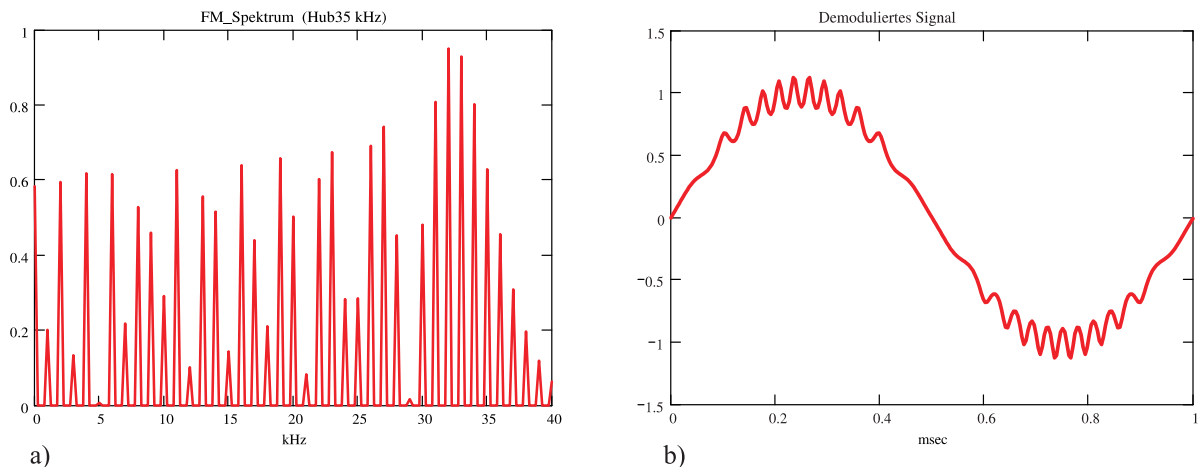 FM_Spektrum (Hub35 kHz)
1
0.8
0.6
0.4
0.2
0
0 5 10 15 20 25 30 35 40
kHz
a)
Demoduliertes Signal
1.5
1
0.5
0
−0.5
−1
−1.5
0 0.2 0.4 0.6 0.8 1
msec
b)